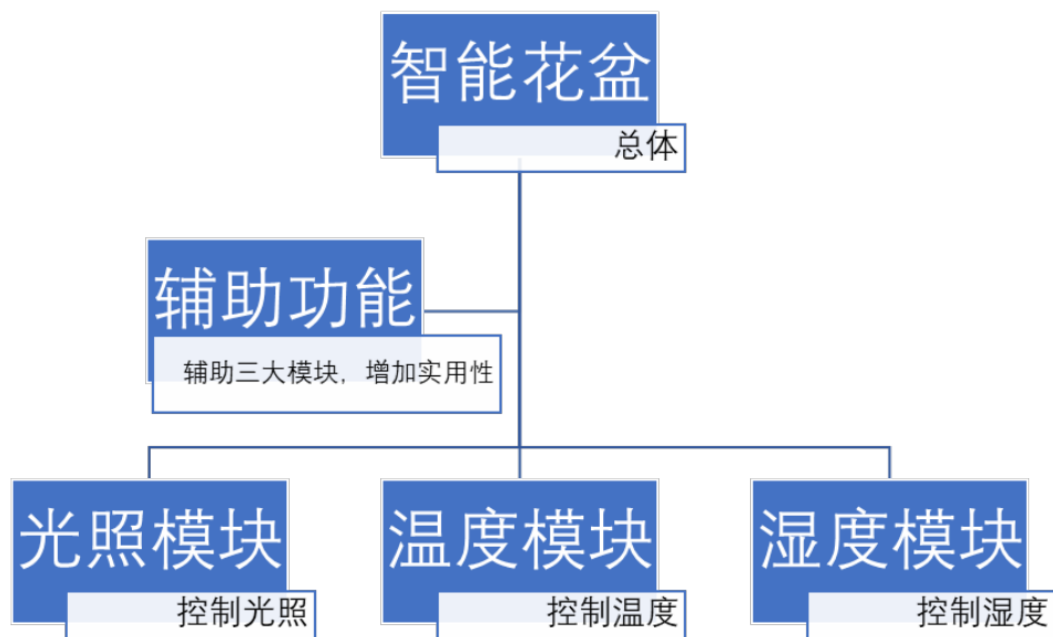 智能花盆
总体
辅助功能
辅助三大模块，增加实用性
光照模块
控制光照
温度模块
控制温度
湿度模块
控制湿度